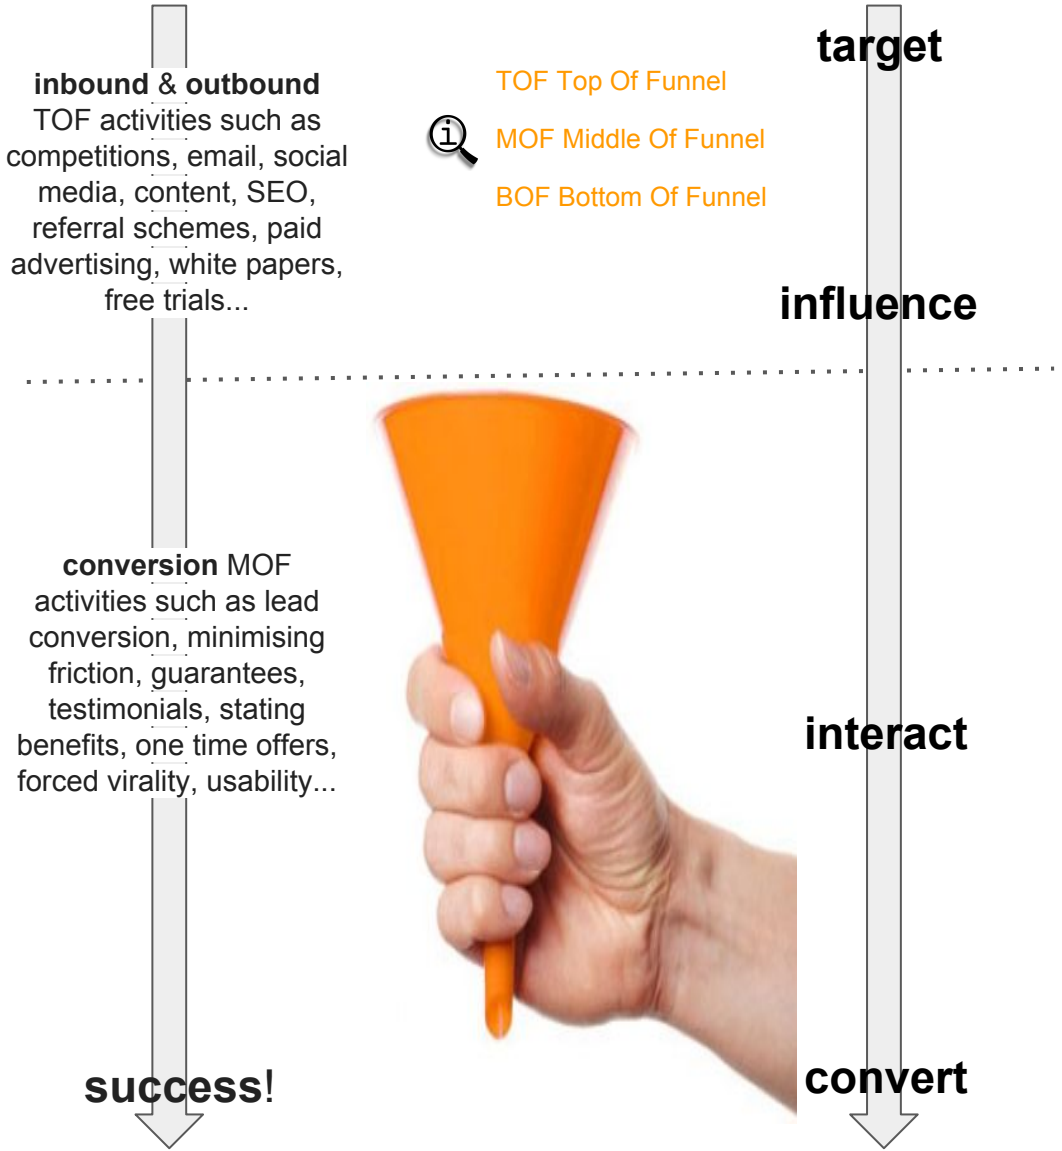 target
inbound & outbound
TOF activities such as
competitions, email, social
media, content, SEO,
referral schemes, paid
advertising, white papers,
free trials...
TOF Top Of Funnel
i
MOF Middle Of Funnel
BOF Bottom Of Funnel
influence
conversion MOF
activities such as lead
conversion, minimising
friction, guarantees,
testimonials, stating
benefits, one time offers,
forced virality, usability...
interact
success!
convert